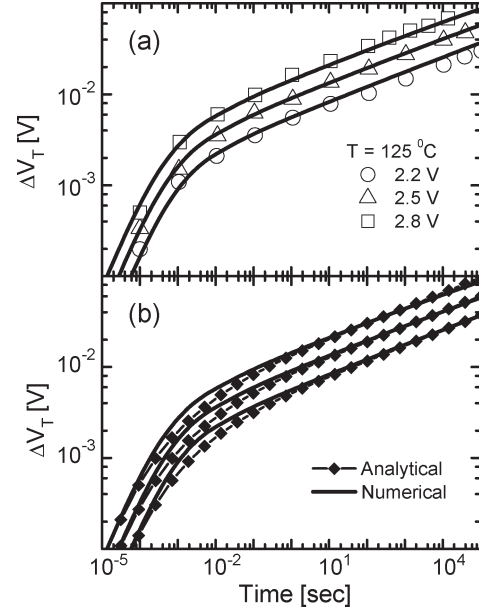 (a)
ΔV_T [V]
10^-2
10^-3
T = 125 ^0C
○ 2.2 V
△ 2.5 V
□ 2.8 V
(b)
ΔV_T [V]
10^-2
10^-3
Analytical
Numerical
10^-5 10^-2 10^1 10^4
Time [sec]